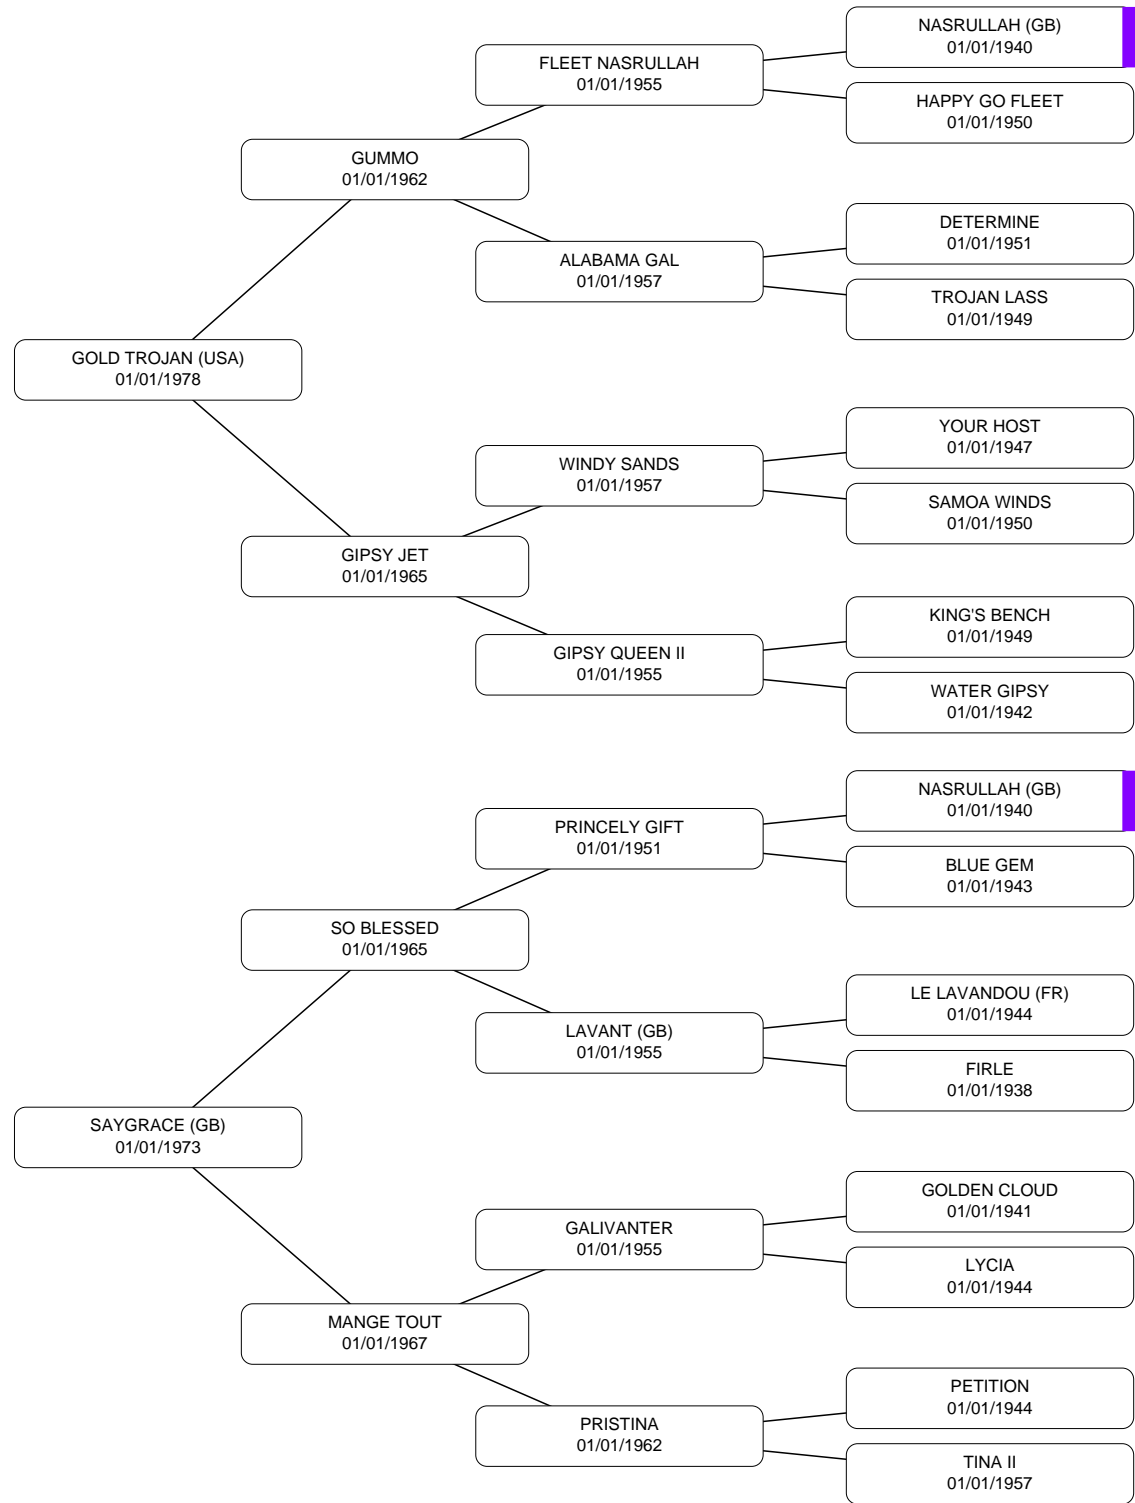 NASRULLAH (GB)
01/01/1940
FLEET NASRULLAH
01/01/1955
HAPPY GO FLEET
01/01/1950
GUMMO
01/01/1962
DETERMINE
01/01/1951
ALABAMA GAL
01/01/1957
TROJAN LASS
01/01/1949
GOLD TROJAN (USA)
01/01/1978
YOUR HOST
01/01/1947
WINDY SANDS
01/01/1957
SAMOA WINDS
01/01/1950
GIPSY JET
01/01/1965
KING'S BENCH
01/01/1949
GIPSY QUEEN II
01/01/1955
WATER GIPSY
01/01/1942
NASRULLAH (GB)
01/01/1940
PRINCELY GIFT
01/01/1951
BLUE GEM
01/01/1943
SO BLESSED
01/01/1965
LE LAVANDOU (FR)
01/01/1944
LAVANT (GB)
01/01/1955
FIRLE
01/01/1938
SAYGRACE (GB)
01/01/1973
GOLDEN CLOUD
01/01/1941
GALIVANTER
01/01/1955
LYCIA
01/01/1944
MANGE TOUT
01/01/1967
PETITION
01/01/1944
PRISTINA
01/01/1962
TINA II
01/01/1957